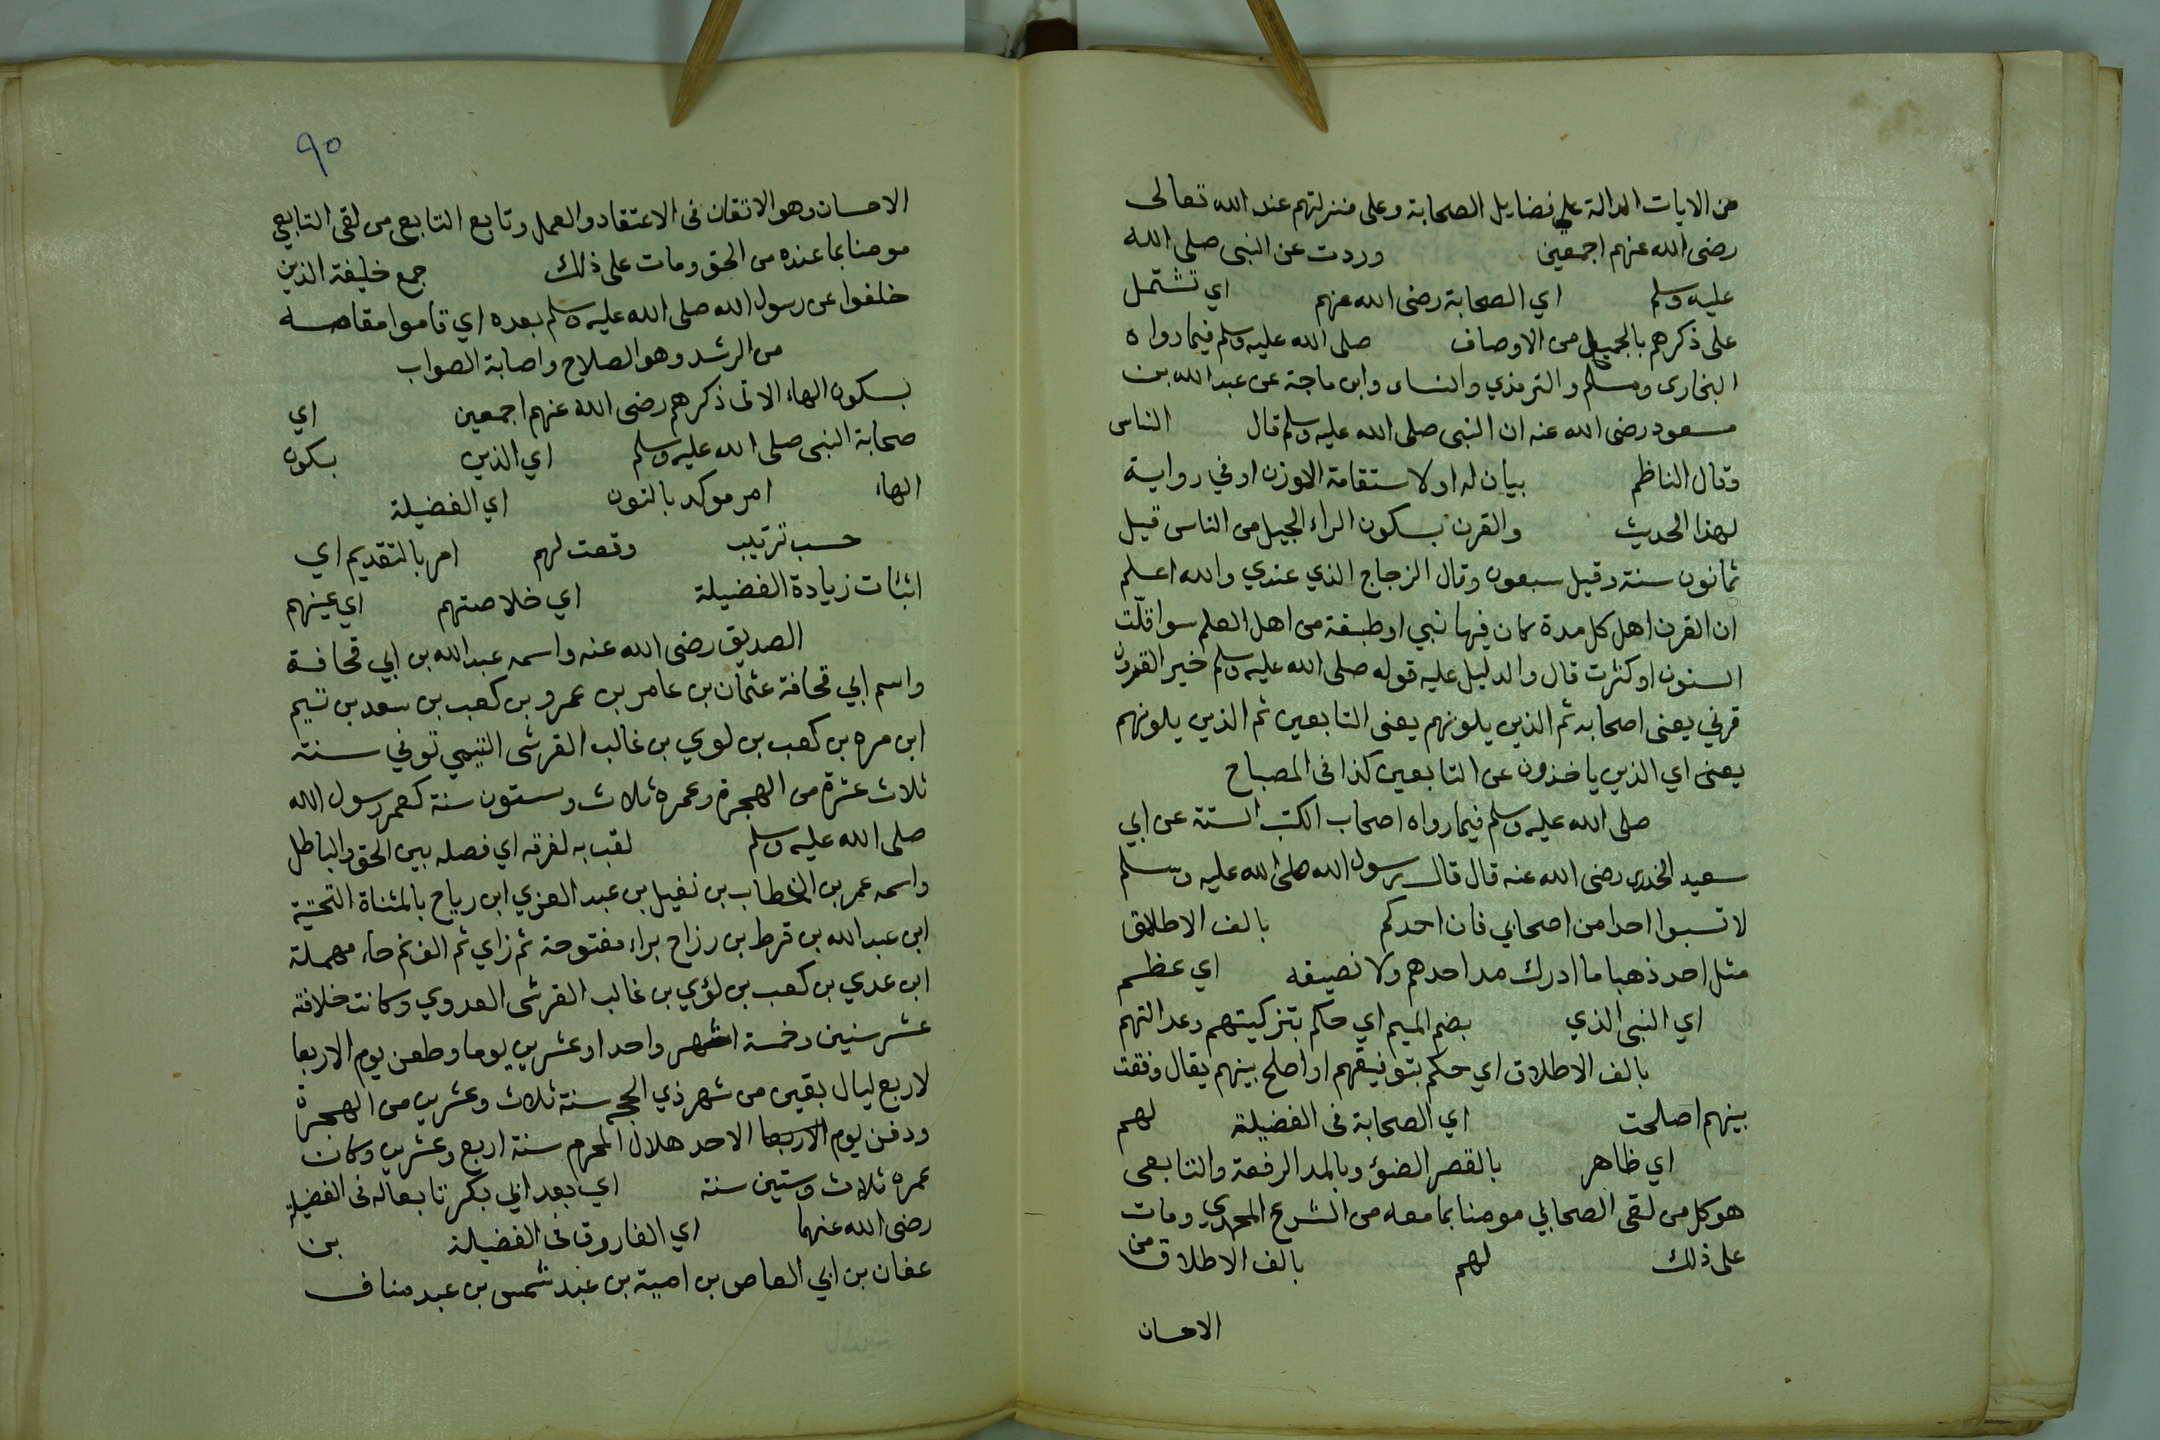 من الايات الدالة علي فضايل الصحابة وعلى منزلتهم عند الله تعالى
رضى الله عنهم اجمعين وردت عن النبى صلى الله
عليه وسلم اي الصحابة رضى الله عنهم اي تشتمل
على ذكرهم بالجميل من الاوصاف صلى الله عليه وسلم فيما رواه
البخارى ومسلم والترمذي والنساى وابن ماجة عن عبد الله بن
مسعود رضى الله عنه ان النبى صلى الله عليه وسلم قال الناس
وقال الناظم بيان له اولاستقامة الوزن او في رواية
لهذا الحديث والقرن بسكون الراء الجيل من الناس قيل
ثمانون سنة وقيل سبعون وقال الزجاج الذي عندي والله اعلم
ان القرن اهل كل مدة كان فيها نبي او طبقة من اهل العلم سوا قلّت
السنون او كثرت قال والدليل عليه قوله صلى الله عليه وسلم خير القرون
قرني يعنى اصحابه ثم الذين يلونهم يعنى التابعين ثم الذين يلونهم
يعنى اي الذين ياخذون عن التابعين كذا فى المصباح
صلى الله عليه وسلم فيما رواه اصحاب الكتب الستة عن ابي
سعيد الخدرى رضى الله عنه قال قال رسول الله صلى الله عليه وسلم
لا تسبوا احدا من اصحابي فان احدكم بالف الاطلاق
مثل احد ذهبا ما ادرك مد احدهم ولا نصيفه اي عظم
اي النبى الذي بضم الميم اي حكم بتزكيتهم وعدالتهم
بالف الاطلاق اي حكم بتوفيقهم او اصلح بينهم يقال وفقت
بينهم اصلحت اي الصحابة فى الفضيلة لهم
اي ظاهر بالقصر الضؤ وبالمد الرفعة والتابعى
هو كل من لقى الصحابي مومنا بما معه من الشرع المحمدي ومات
على ذلك لهم بالف الاطلاق من
الاحسان
٩٠
الاحسان وهو الاتقان فى الاعتقاد والعمل وتابع التابع من لقى التابعي
مومنا بما عنده من الحق ومات على ذلك جمع خليفة الذين
خلفوا عن رسول الله صلى الله عليه وسلم بعده اي قاموا مقامه
من الرشد وهو الصلاح واصابة الصواب
بسكون الهاء الاتى ذكرهم رضى الله عنهم اجمعين اي
صحابة النبى صلى الله عليه وسلم اي الذين بسكون
الهاء امر موكد بالنون اي الفضيلة
حسب ترتيب وقعت لهم امر بالتقديم اي
اثبات زيادة الفضيلة اي خلاصتهم اي عينهم
الصديق رضى الله عنه واسمه عبد الله بن ابي قحافة
واسم ابي قحافة عثمان بن عامر بن عمرو بن كعب بن سعد بن تيم
ابن مره بن كعب بن لوي بن غالب القرشى التيمي توفي سنة
ثلاث عشرة من الهجرة وعمره ثلاث وستون سنة كعمر رسول الله
صلى الله عليه وسلم لقب به لفرقه اي فصله بين الحق والباطل
واسمه عمر بن الخطاب بن نفيل بن عبد العزي ابن رياح بالمثناة التحتية
ابن عبد الله بن قرط بن رزاح براء مفتوحة ثم زاي ثم الف ثم حاء مهملة
ابن عدي بن كعب بن لؤي بن غالب القرشى العدوي وكانت خلافته
عشر سنين وخمسة اشهر واحدا وعشرين يوما وطعن يوم الاربعا
لاربع ليال بقين من شهر ذي الحجة سنة ثلاث وعشرين من الهجرة
ودفن يوم الاربعا الاحد هلال المحرم سنة اربع وعشرين وكان
عمره ثلاث وستين سنة اي بعد ابي بكر تابعا له فى الفضيلة
رضى الله عنهما اي الفاروق فى الفضيلة بن
عفان بن ابي العاص بن امية بن عبد شمس بن عبد مناف